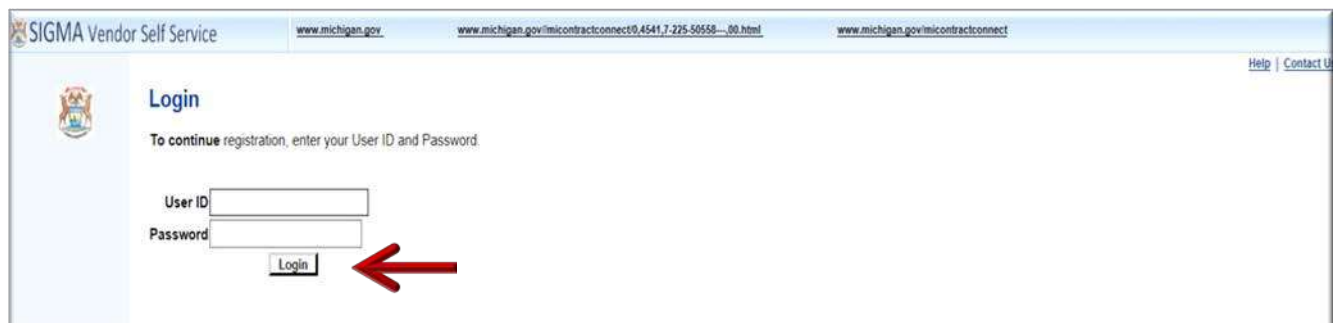 SIGMA Vendor Self Service www.michigan.gov www.michigan.gov/micontractconnect/0,4541,7-225-50558---,00.html www.michigan.gov/micontractconnect
Help | Contact U
Login
To continue registration, enter your User ID and Password.
User ID
Password
Login